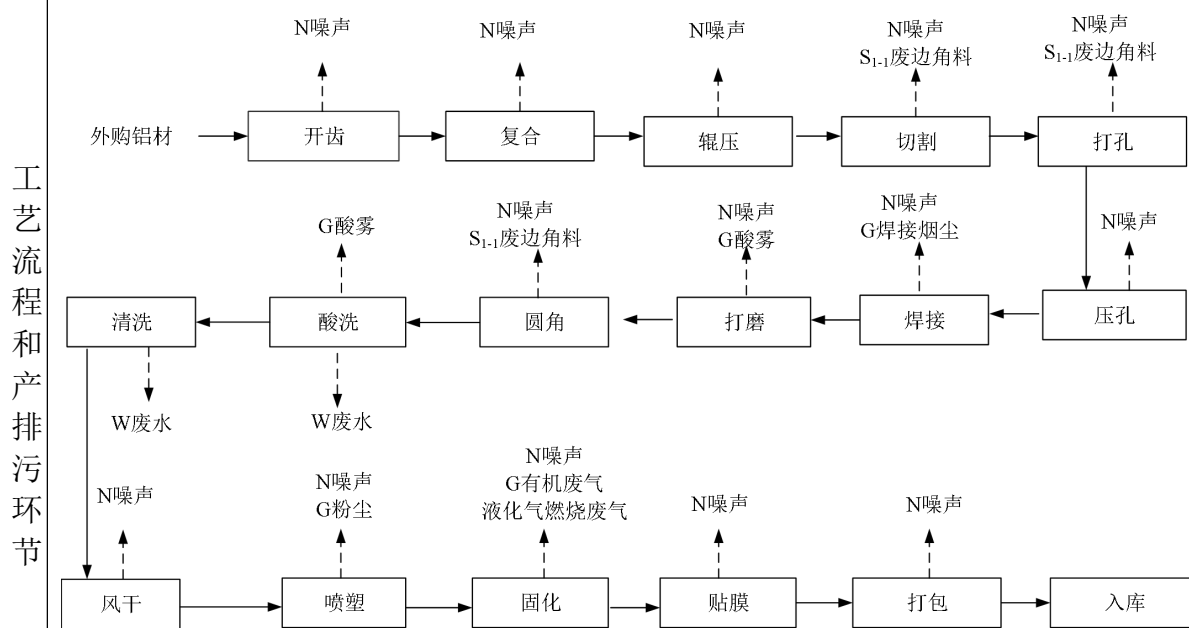 工艺流程和产排污环节
N噪声
N噪声
N噪声
N噪声
S₁₋₁废边角料
N噪声
S₁₋₁废边角料
外购铝材
开齿
复合
辊压
切割
打孔
G酸雾
N噪声
S₁₋₁废边角料
N噪声
G酸雾
N噪声
G焊接烟尘
N噪声
清洗
酸洗
圆角
打磨
焊接
压孔
W废水
W废水
N噪声
N噪声
G粉尘
N噪声
G有机废气
液化气燃烧废气
N噪声
N噪声
风干
喷塑
固化
贴膜
打包
入库